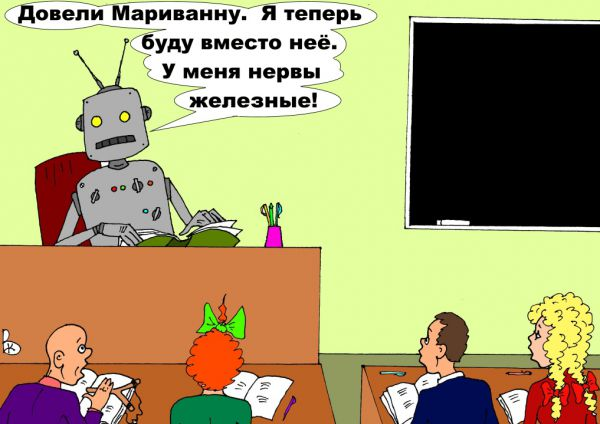 Довели Мариванну. Я теперь
буду вместо неё.
У меня нервы
железные!